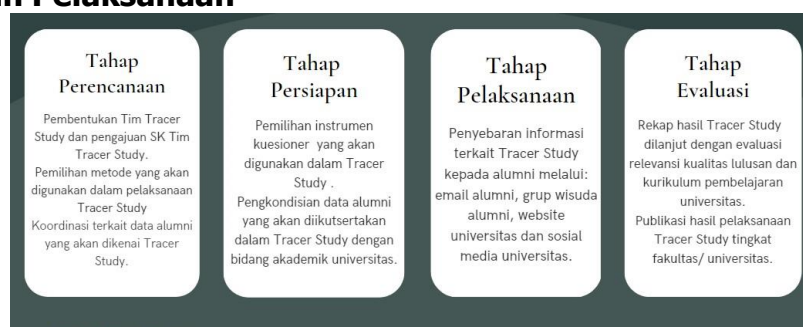 Pelaksanaan
Tahap
Perencanaan
Pembentukan Tim Tracer
Study dan pengajuan SK Tim
Tracer Study.
Pemilihan metode yang akan
digunakan dalam pelaksanaan
Tracer Study
Koordinasi terkait data alumni
yang akan dikenai Tracer
Study.
Tahap
Persiapan
Pemilihan instrumen
kuesioner yang akan
digunakan dalam Tracer
Study .
Pengkondisian data alumni
yang akan diikutsertakan
dalam Tracer Study dengan
bidang akademik universitas.
Tahap
Pelaksanaan
Penyebaran informasi
terkait Tracer Study
kepada alumni melalui:
email alumni, grup wisuda
alumni, website
universitas dan sosial
media universitas.
Tahap
Evaluasi
Rekap hasil Tracer Study
dilanjut dengan evaluasi
relevansi kualitas lulusan dan
kurikulum pembelajaran
universitas.
Publikasi hasil pelaksanaan
Tracer Study tingkat
fakultas/ universitas.